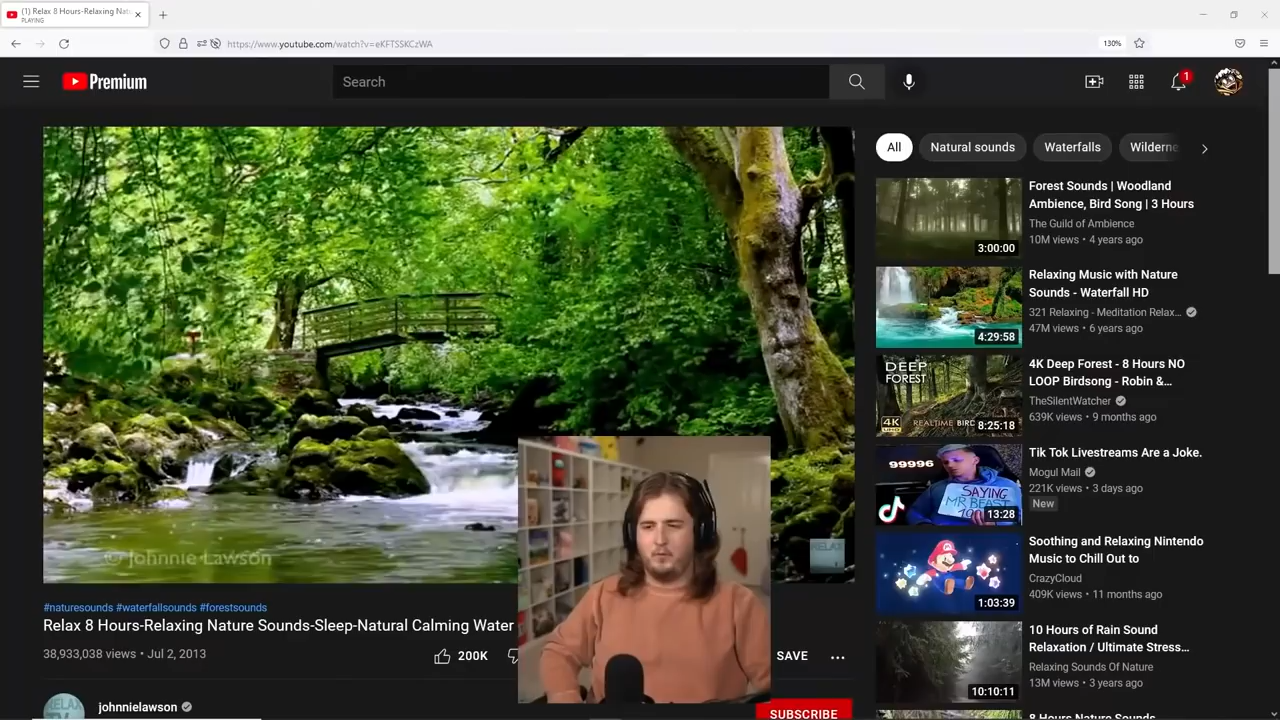 (1) Relax 8 Hours-Relaxing Nat
PLAYING
https://www.youtube.com/watch?v=eKFTSSKCzWA
130%
Premium
Search
1
© Johnnie Lawson
RELAX
#naturesounds #waterfallsounds #forestsounds
Relax 8 Hours-Relaxing Nature Sounds-Sleep-Natural Calming Water
38,933,038 views • Jul 2, 2013
200K
SAVE
johnnielawson
SUBSCRIBE
All
Natural sounds
Waterfalls
Wilderne
3:00:00
Forest Sounds | Woodland
Ambience, Bird Song | 3 Hours
The Guild of Ambience
10M views • 4 years ago
4:29:58
Relaxing Music with Nature
Sounds - Waterfall HD
321 Relaxing - Meditation Relax...
47M views • 6 years ago
DEEP
FOREST
4K
REALTIME BIRD
8:25:18
4K Deep Forest - 8 Hours NO
LOOP Birdsong - Robin &...
TheSilentWatcher
639K views • 9 months ago
99996
SAYING
MR BEAST
13:28
Tik Tok Livestreams Are a Joke.
Mogul Mail
221K views • 3 days ago
New
1:03:39
Soothing and Relaxing Nintendo
Music to Chill Out to
CrazyCloud
409K views • 11 months ago
10:10:11
10 Hours of Rain Sound
Relaxation / Ultimate Stress...
Relaxing Sounds Of Nature
13M views • 3 years ago
8 Hours Nature Sounds